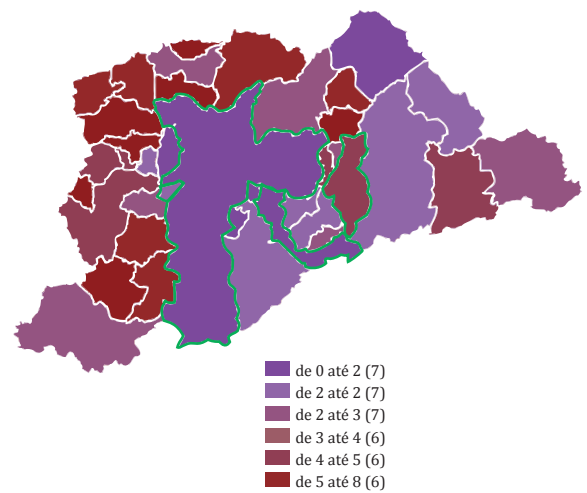 de 0 até 2 (7)
de 2 até 2 (7)
de 2 até 3 (7)
de 3 até 4 (6)
de 4 até 5 (6)
de 5 até 8 (6)